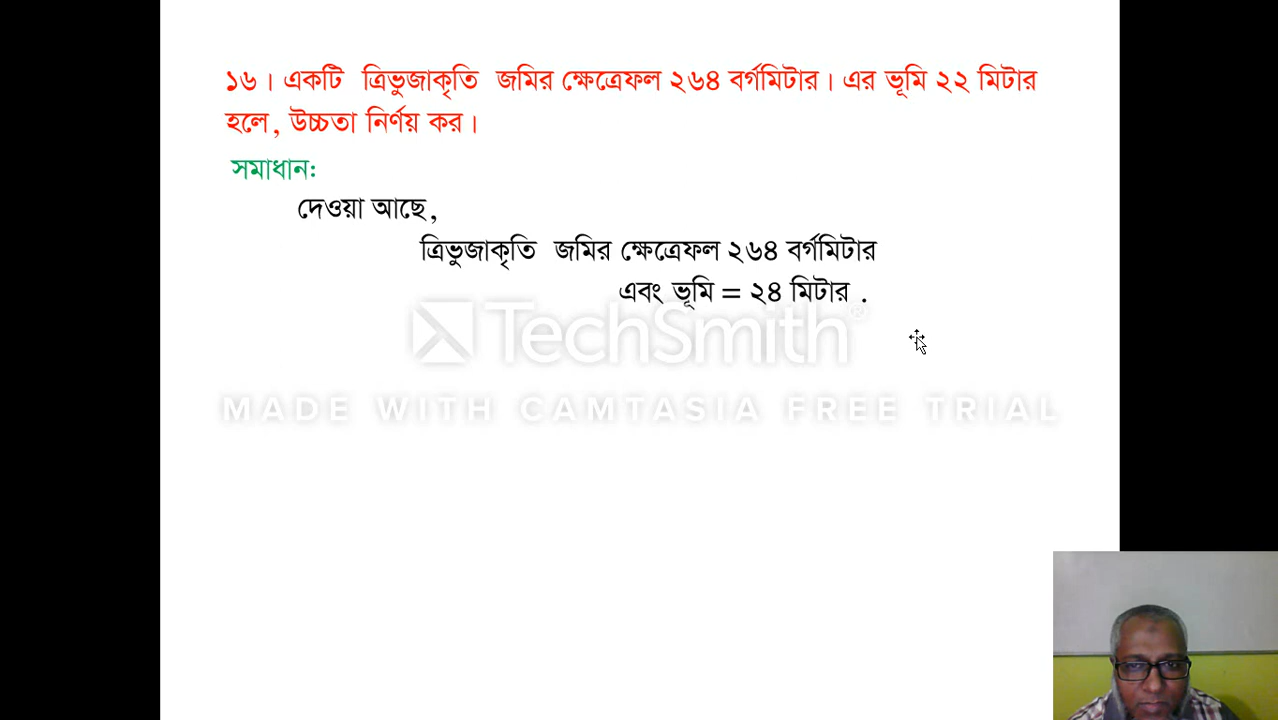 ১৬। একটি ত্রিভুজাকৃতি জমির ক্ষেত্রেফল ২৬৪ বর্গমিটার। এর ভূমি ২২ মিটার
হলে, উচ্চতা নির্ণয় কর।
সমাধান:
দেওয়া আছে,
ত্রিভুজাকৃতি জমির ক্ষেত্রেফল ২৬৪ বর্গমিটার
এবং ভূমি = ২৪ মিটার .
TechSmith®
MADE WITH CAMTASIA FREE TRIAL